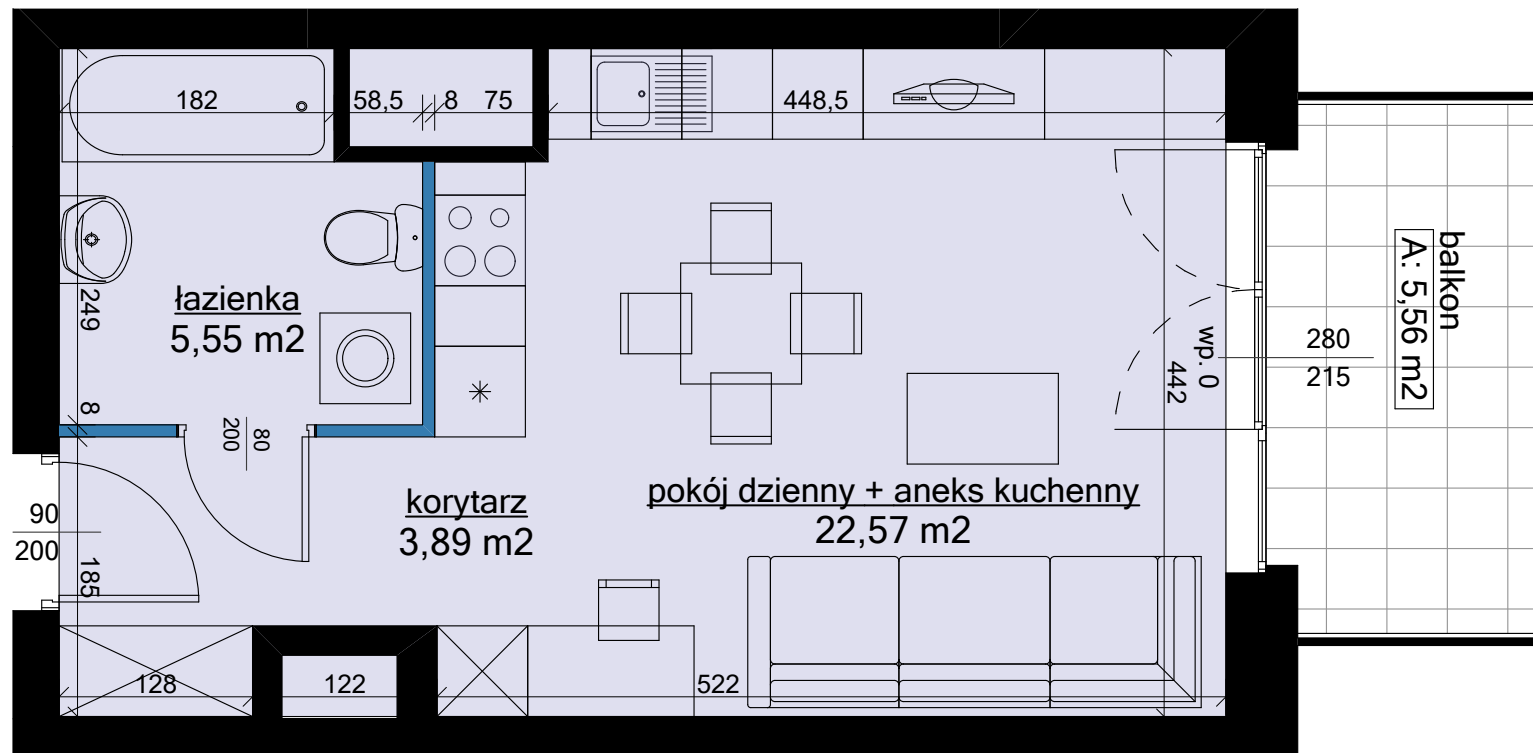 182
58,5
8
75
448,5
łazienka
5,55 m2
249
8
80
200
korytarz
3,89 m2
pokój dzienny + aneks kuchenny
22,57 m2
wp. 0
442
280
215
balkon
A: 5,56 m2
90
200
185
128
122
522